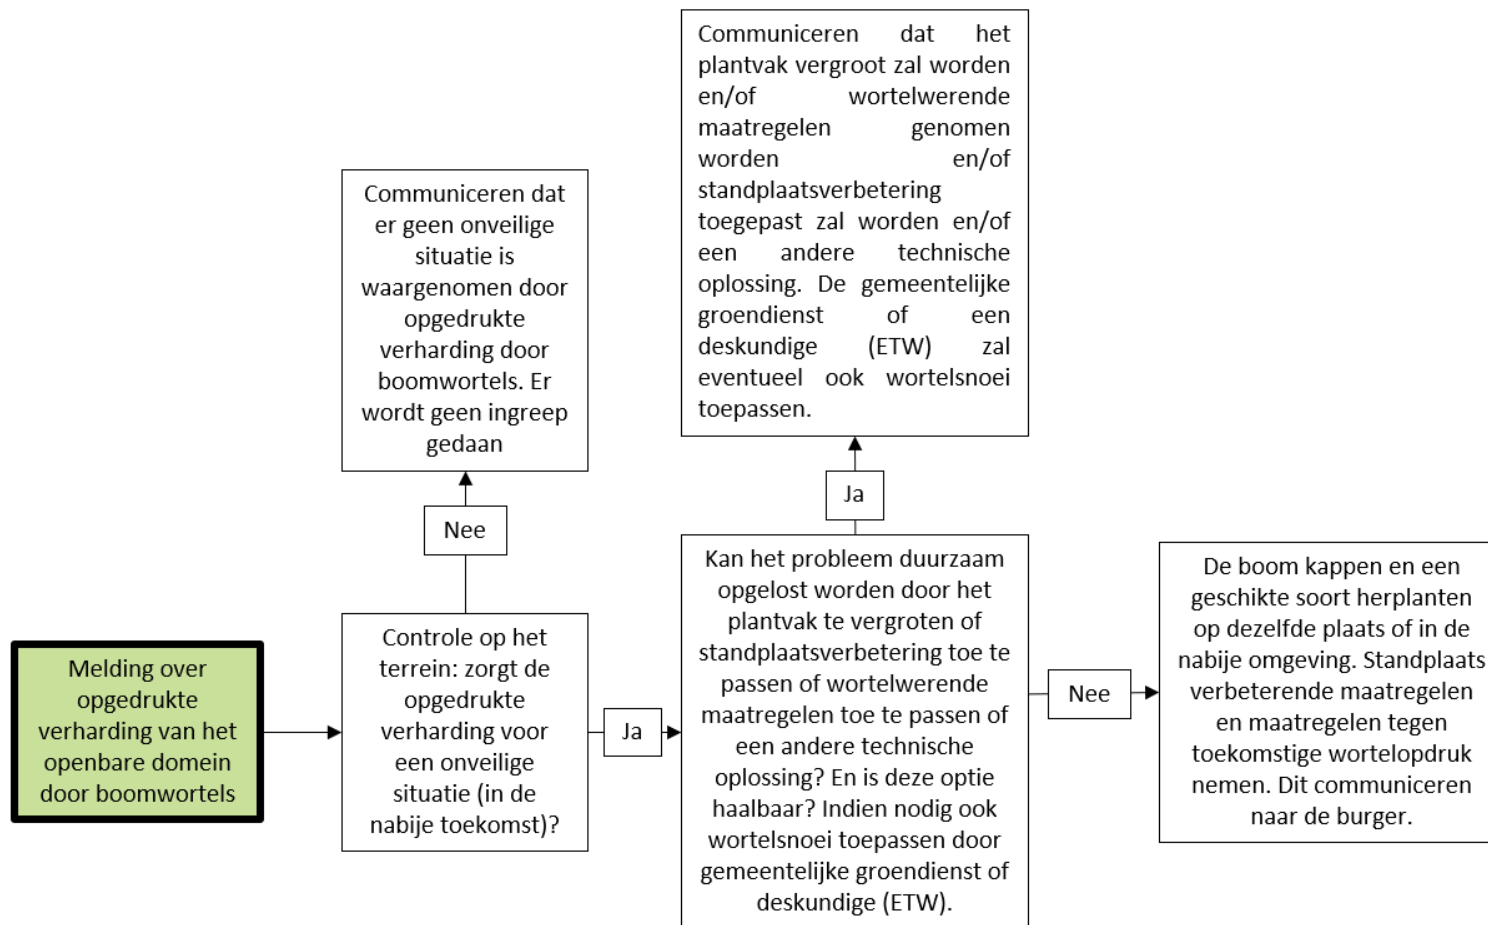 Melding over
opgedrukte
verharding van het
openbare domein
door boomwortels
Controle op het
terrein: zorgt de
opgedrukte
verharding voor
een onveilige
situatie (in de
nabije toekomst)?
Nee
Communiceren dat
er geen onveilige
situatie is
waargenomen door
opgedrukte
verharding door
boomwortels. Er
wordt geen ingreep
gedaan
Ja
Kan het probleem duurzaam
opgelost worden door het
plantvak te vergroten of
standplaatsverbetering toe te
passen of wortelwerende
maatregelen toe te passen of
een andere technische
oplossing? En is deze optie
haalbaar? Indien nodig ook
wortelsnoei toepassen door
gemeentelijke groendienst of
deskundige (ETW).
Ja
Communiceren dat het
plantvak vergroot zal worden
en/of wortelwerende
maatregelen genomen
worden en/of
standplaatsverbetering
toegepast zal worden en/of
een andere technische
oplossing. De gemeentelijke
groendienst of een
deskundige (ETW) zal
eventueel ook wortelsnoei
toepassen.
Nee
De boom kappen en een
geschikte soort herplanten
op dezelfde plaats of in de
nabije omgeving. Standplaats
verbeterende maatregelen
en maatregelen tegen
toekomstige wortelopdruk
nemen. Dit communiceren
naar de burger.